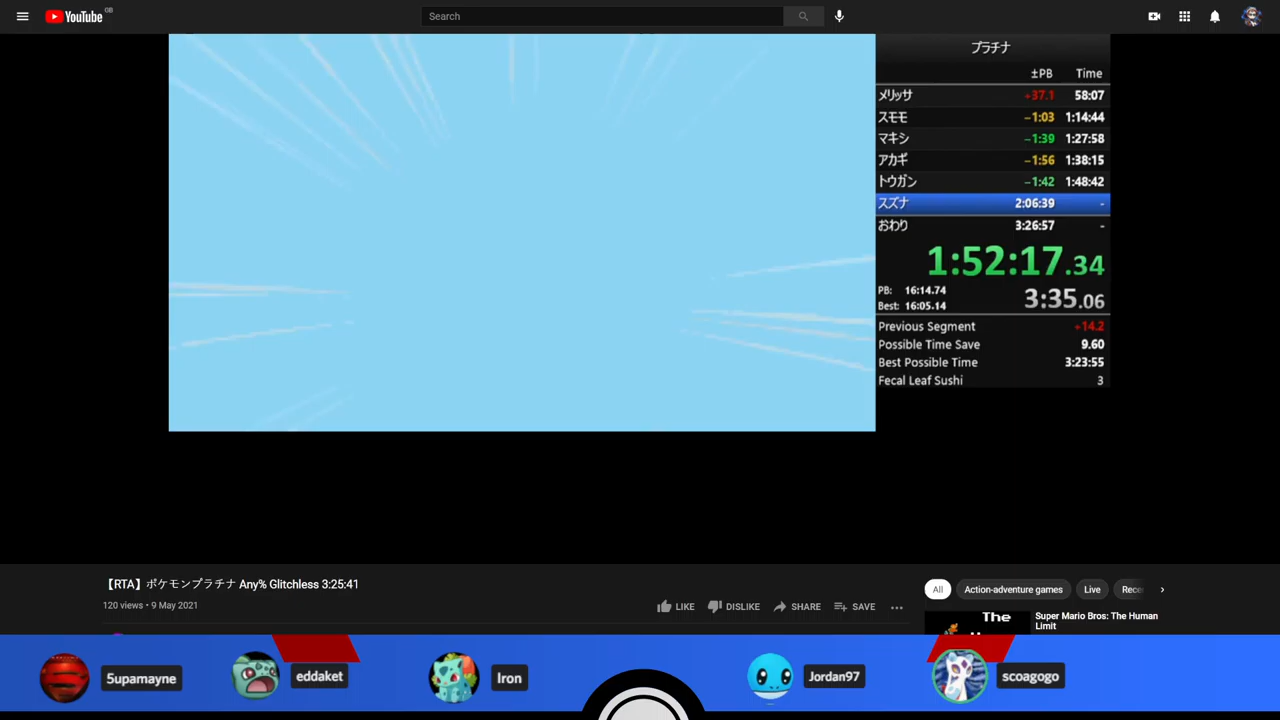 YouTube GB
Search
プラチナ
±PB Time
メリッサ +37.1 58:07
スモモ −1:03 1:14:44
マキシ −1:39 1:27:58
アカギ −1:56 1:38:15
トウガン −1:42 1:48:42
スズナ 2:06:39 -
おわり 3:26:57 -
1:52:17.34
PB: 16:14.74
Best: 16:05.14
3:35.06
Previous Segment +14.2
Possible Time Save 9.60
Best Possible Time 3:23:55
Fecal Leaf Sushi 3
【RTA】ポケモンプラチナ Any% Glitchless 3:25:41
120 views • 9 May 2021
LIKE DISLIKE SHARE SAVE
All Action-adventure games Live Rece
The
Super Mario Bros: The Human
Limit
5upamayne eddaket Iron Jordan97 scoagogo